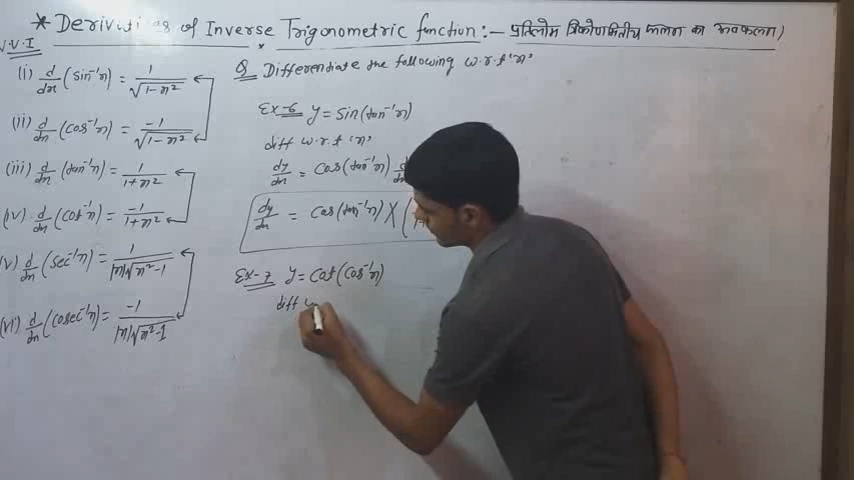 * Derivatives of Inverse Trigonometric function :- प्रतिलोम त्रिकोणमितीय फलन का अवकलन)
V.V.I
(i) d/dx (sin⁻¹x) = 1/√(1-x²)
(ii) d/dx (cos⁻¹x) = -1/√(1-x²)
(iii) d/dx (tan⁻¹x) = 1/(1+x²)
(iv) d/dx (cot⁻¹x) = -1/(1+x²)
(v) d/dx (sec⁻¹x) = 1/(|x|√(x²-1))
(vi) d/dx (cosec⁻¹x) = -1/(|x|√(x²-1))
Q Differentiate the following w.r.t 'x'
Ex-6 y = sin(tan⁻¹x)
diff w.r.t 'x'
dy/dx = cos(tan⁻¹x)
dy/dx = cos(tan⁻¹x) × (
Ex-7 y = cot(cos⁻¹x)
diff w